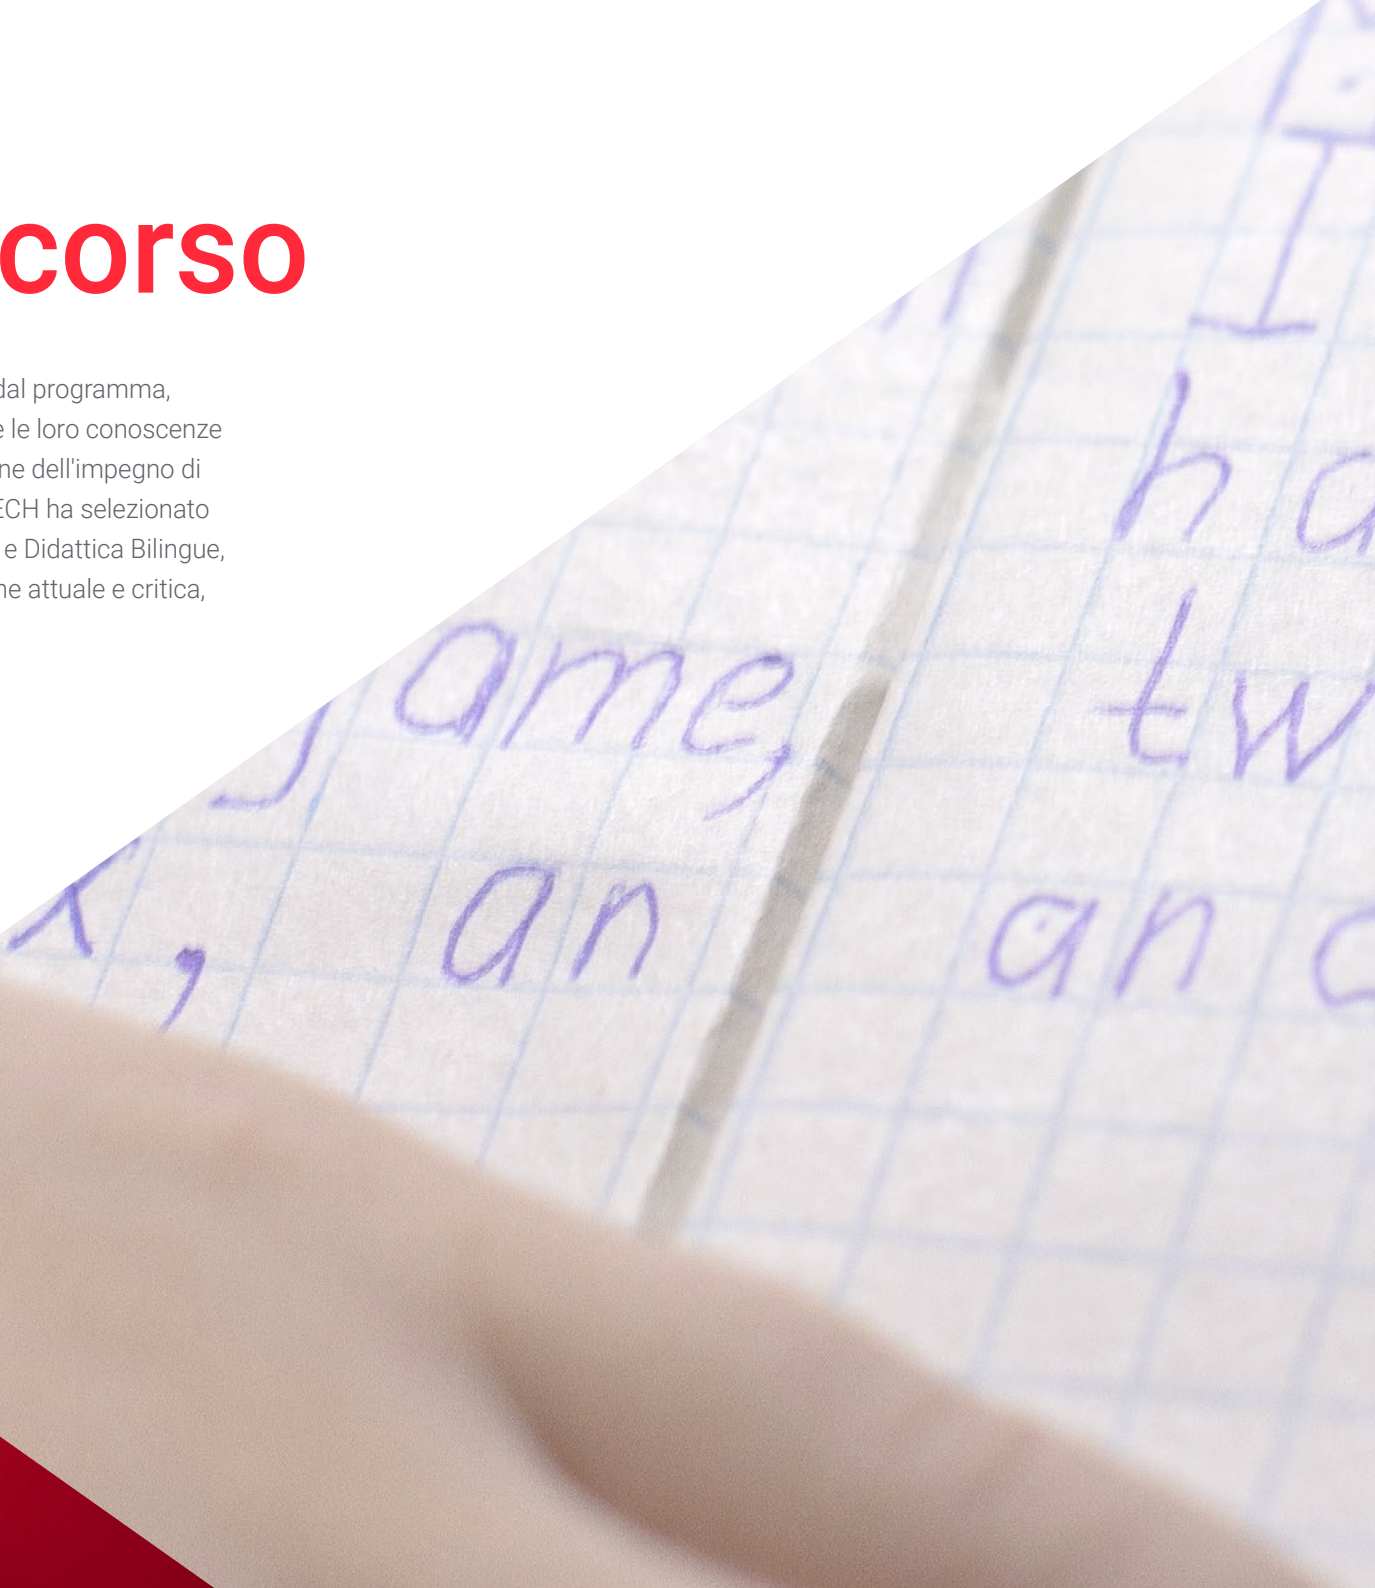 corso
dal programma,
e le loro conoscenze
ne dell'impegno di
ECH ha selezionato
e Didattica Bilingue,
ne attuale e critica,
I
ha
game,
tw
an
an